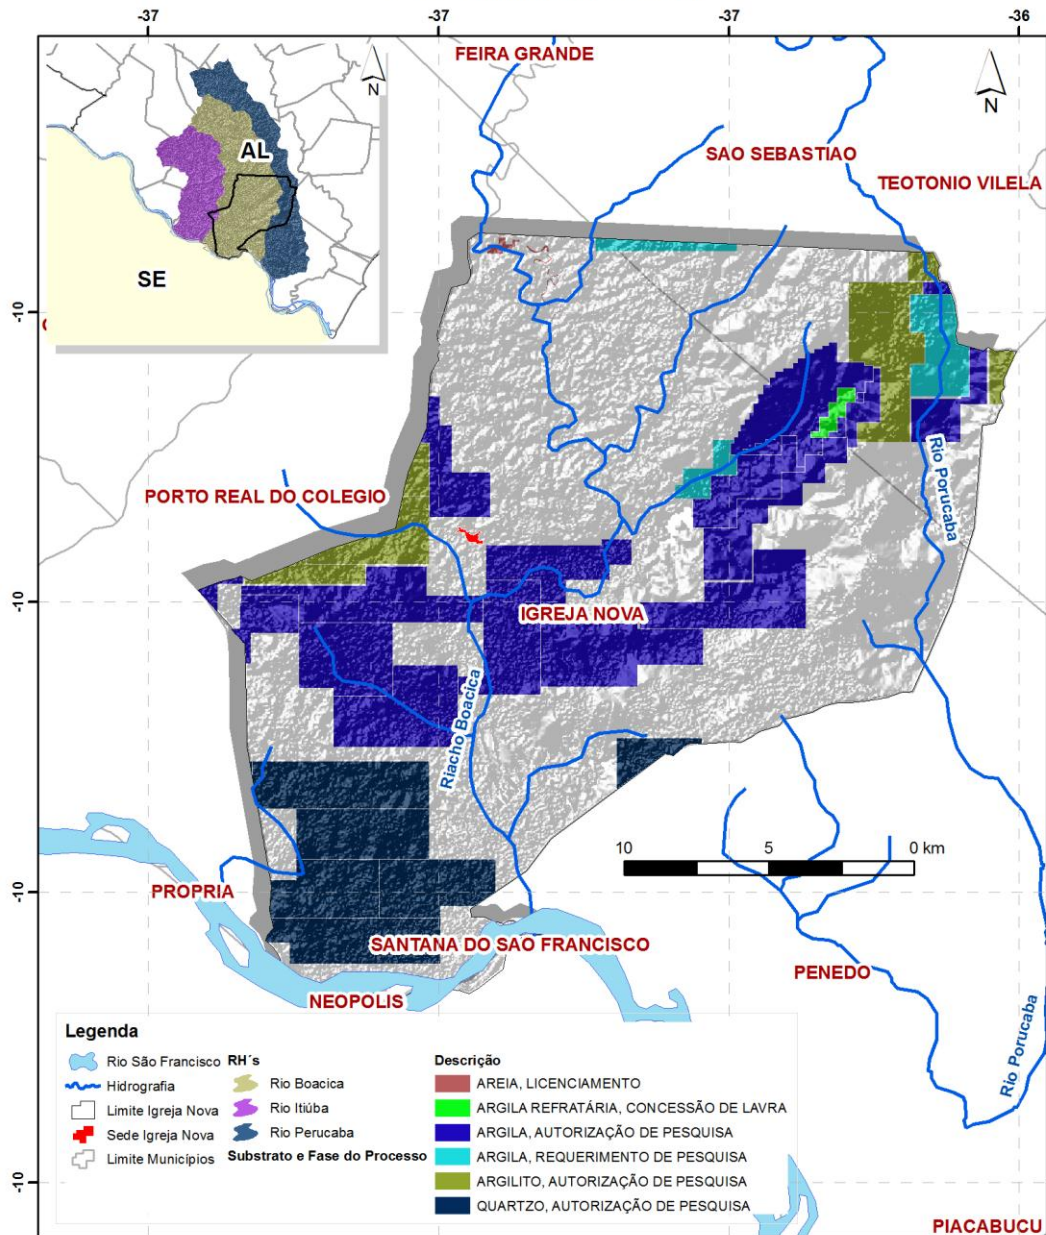 -37
-37
-37
-36
FEIRA GRANDE
N
N
SAO SEBASTIAO
AL
TEOTONIO VILELA
SE
-10
PORTO REAL DO COLEGIO
Rio Porucaba
-10
IGREJA NOVA
Riacho Boacica
10
5
0 km
-10
PROPRIA
SANTANA DO SAO FRANCISCO
PENEDO
NEOPOLIS
Rio Porucaba
Legenda
Rio São Francisco
Hidrografia
Limite Igreja Nova
Sede Igreja Nova
Limite Municípios
RH´s
Rio Boacica
Rio Itiúba
Rio Perucaba
Substrato e Fase do Processo
Descrição
AREIA, LICENCIAMENTO
ARGILA REFRATÁRIA, CONCESSÃO DE LAVRA
ARGILA, AUTORIZAÇÃO DE PESQUISA
ARGILA, REQUERIMENTO DE PESQUISA
ARGILITO, AUTORIZAÇÃO DE PESQUISA
QUARTZO, AUTORIZAÇÃO DE PESQUISA
-10
PIACABUCU